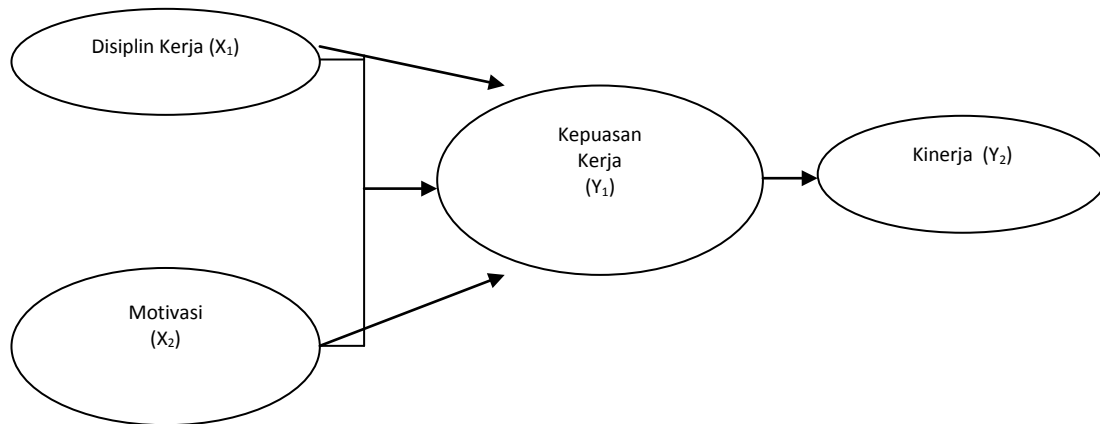 Disiplin Kerja (X₁)
Kepuasan
Kerja
(Y₁)
Kinerja (Y₂)
Motivasi
(X₂)